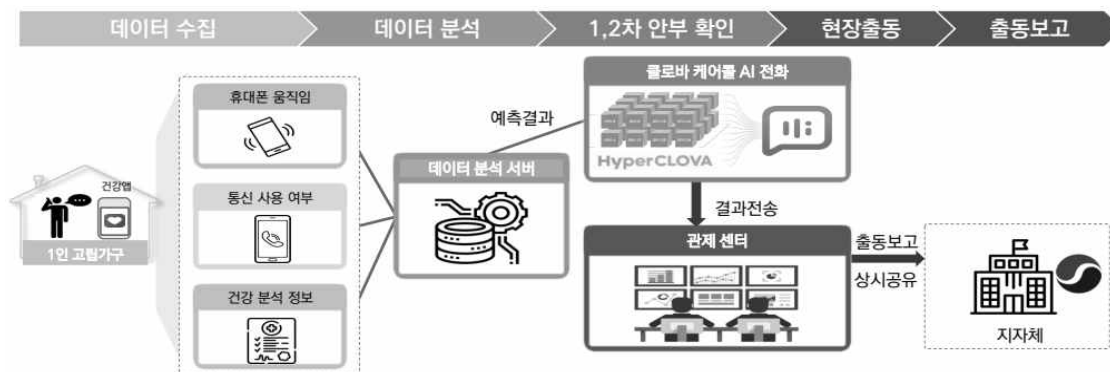 데이터 수집
데이터 분석
1,2차 안부 확인
현장출동
출동보고
건강앱
1인 고립가구
휴대폰 움직임
통신 사용 여부
건강 분석 정보
데이터 분석 서버
예측결과
클로바 케어콜 AI 전화
HyperCLOVA
결과전송
관제 센터
출동보고
상시공유
지자체